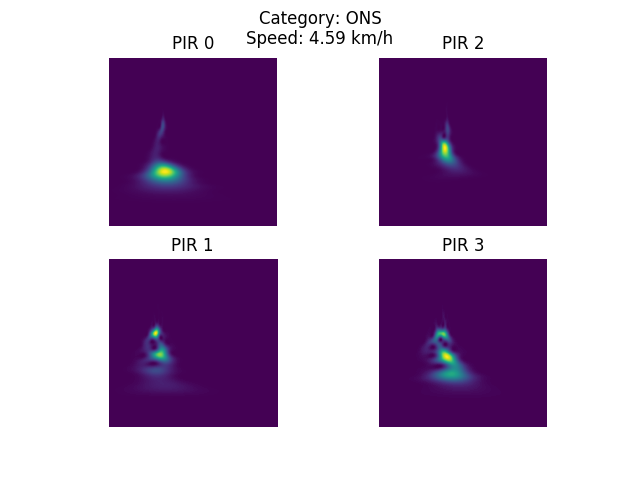 Category: ONS
Speed: 4.59 km/h
PIR 0
PIR 2
PIR 1
PIR 3